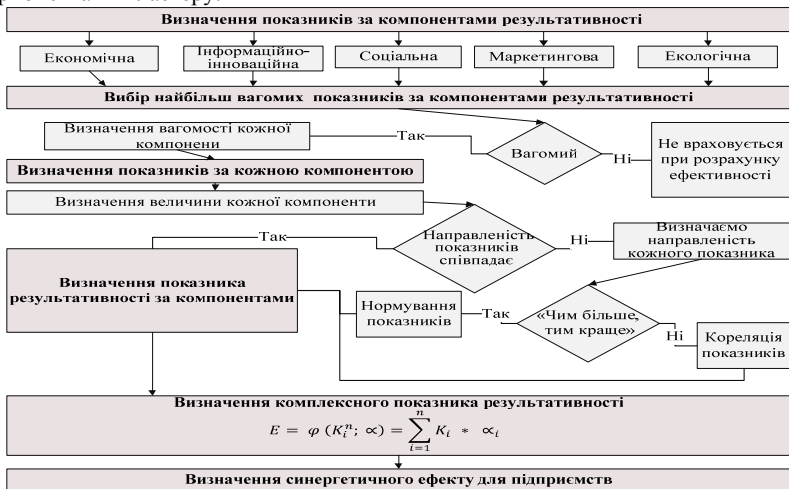 Визначення показників за компонентами результативності
Економічна
Інформаційно-
інноваційна
Соціальна
Маркетингова
Екологічна
Вибір найбільш вагомих показників за компонентами результативності
Визначення вагомості кожної
компонени
Так
Вагомий
Ні
Не враховується
при розрахунку
ефективності
Визначення показників за кожною компонентою
Визначення величини кожної компоненти
Так
Направленість
показників
співпадає
Ні
Визначаємо
направленість
кожного показника
Визначення показника
результативності за компонентами
Нормування
показників
Так
«Чим більше,
тим краще»
Ні
Кореляція
показників
Визначення комплексного показника результативності
E = φ (K_i^n; ∝) = ∑_{i=1}^{n} K_i * ∝_i
Визначення синергетичного ефекту для підприємств